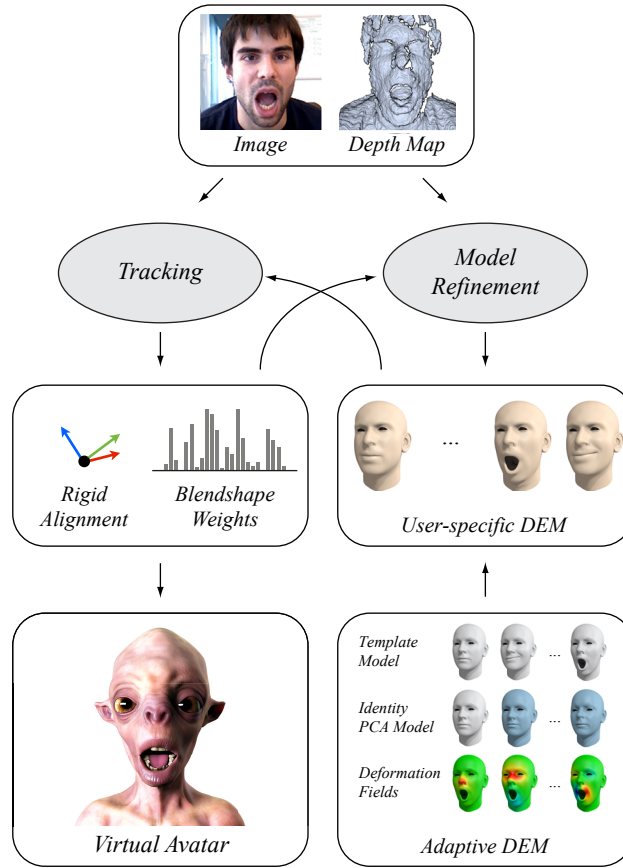 Image
Depth Map
Tracking
Model
Refinement
...
Rigid
Alignment
Blendshape
Weights
User-specific DEM
Template
Model
...
Identity
PCA Model
...
Deformation
Fields
...
Virtual Avatar
Adaptive DEM